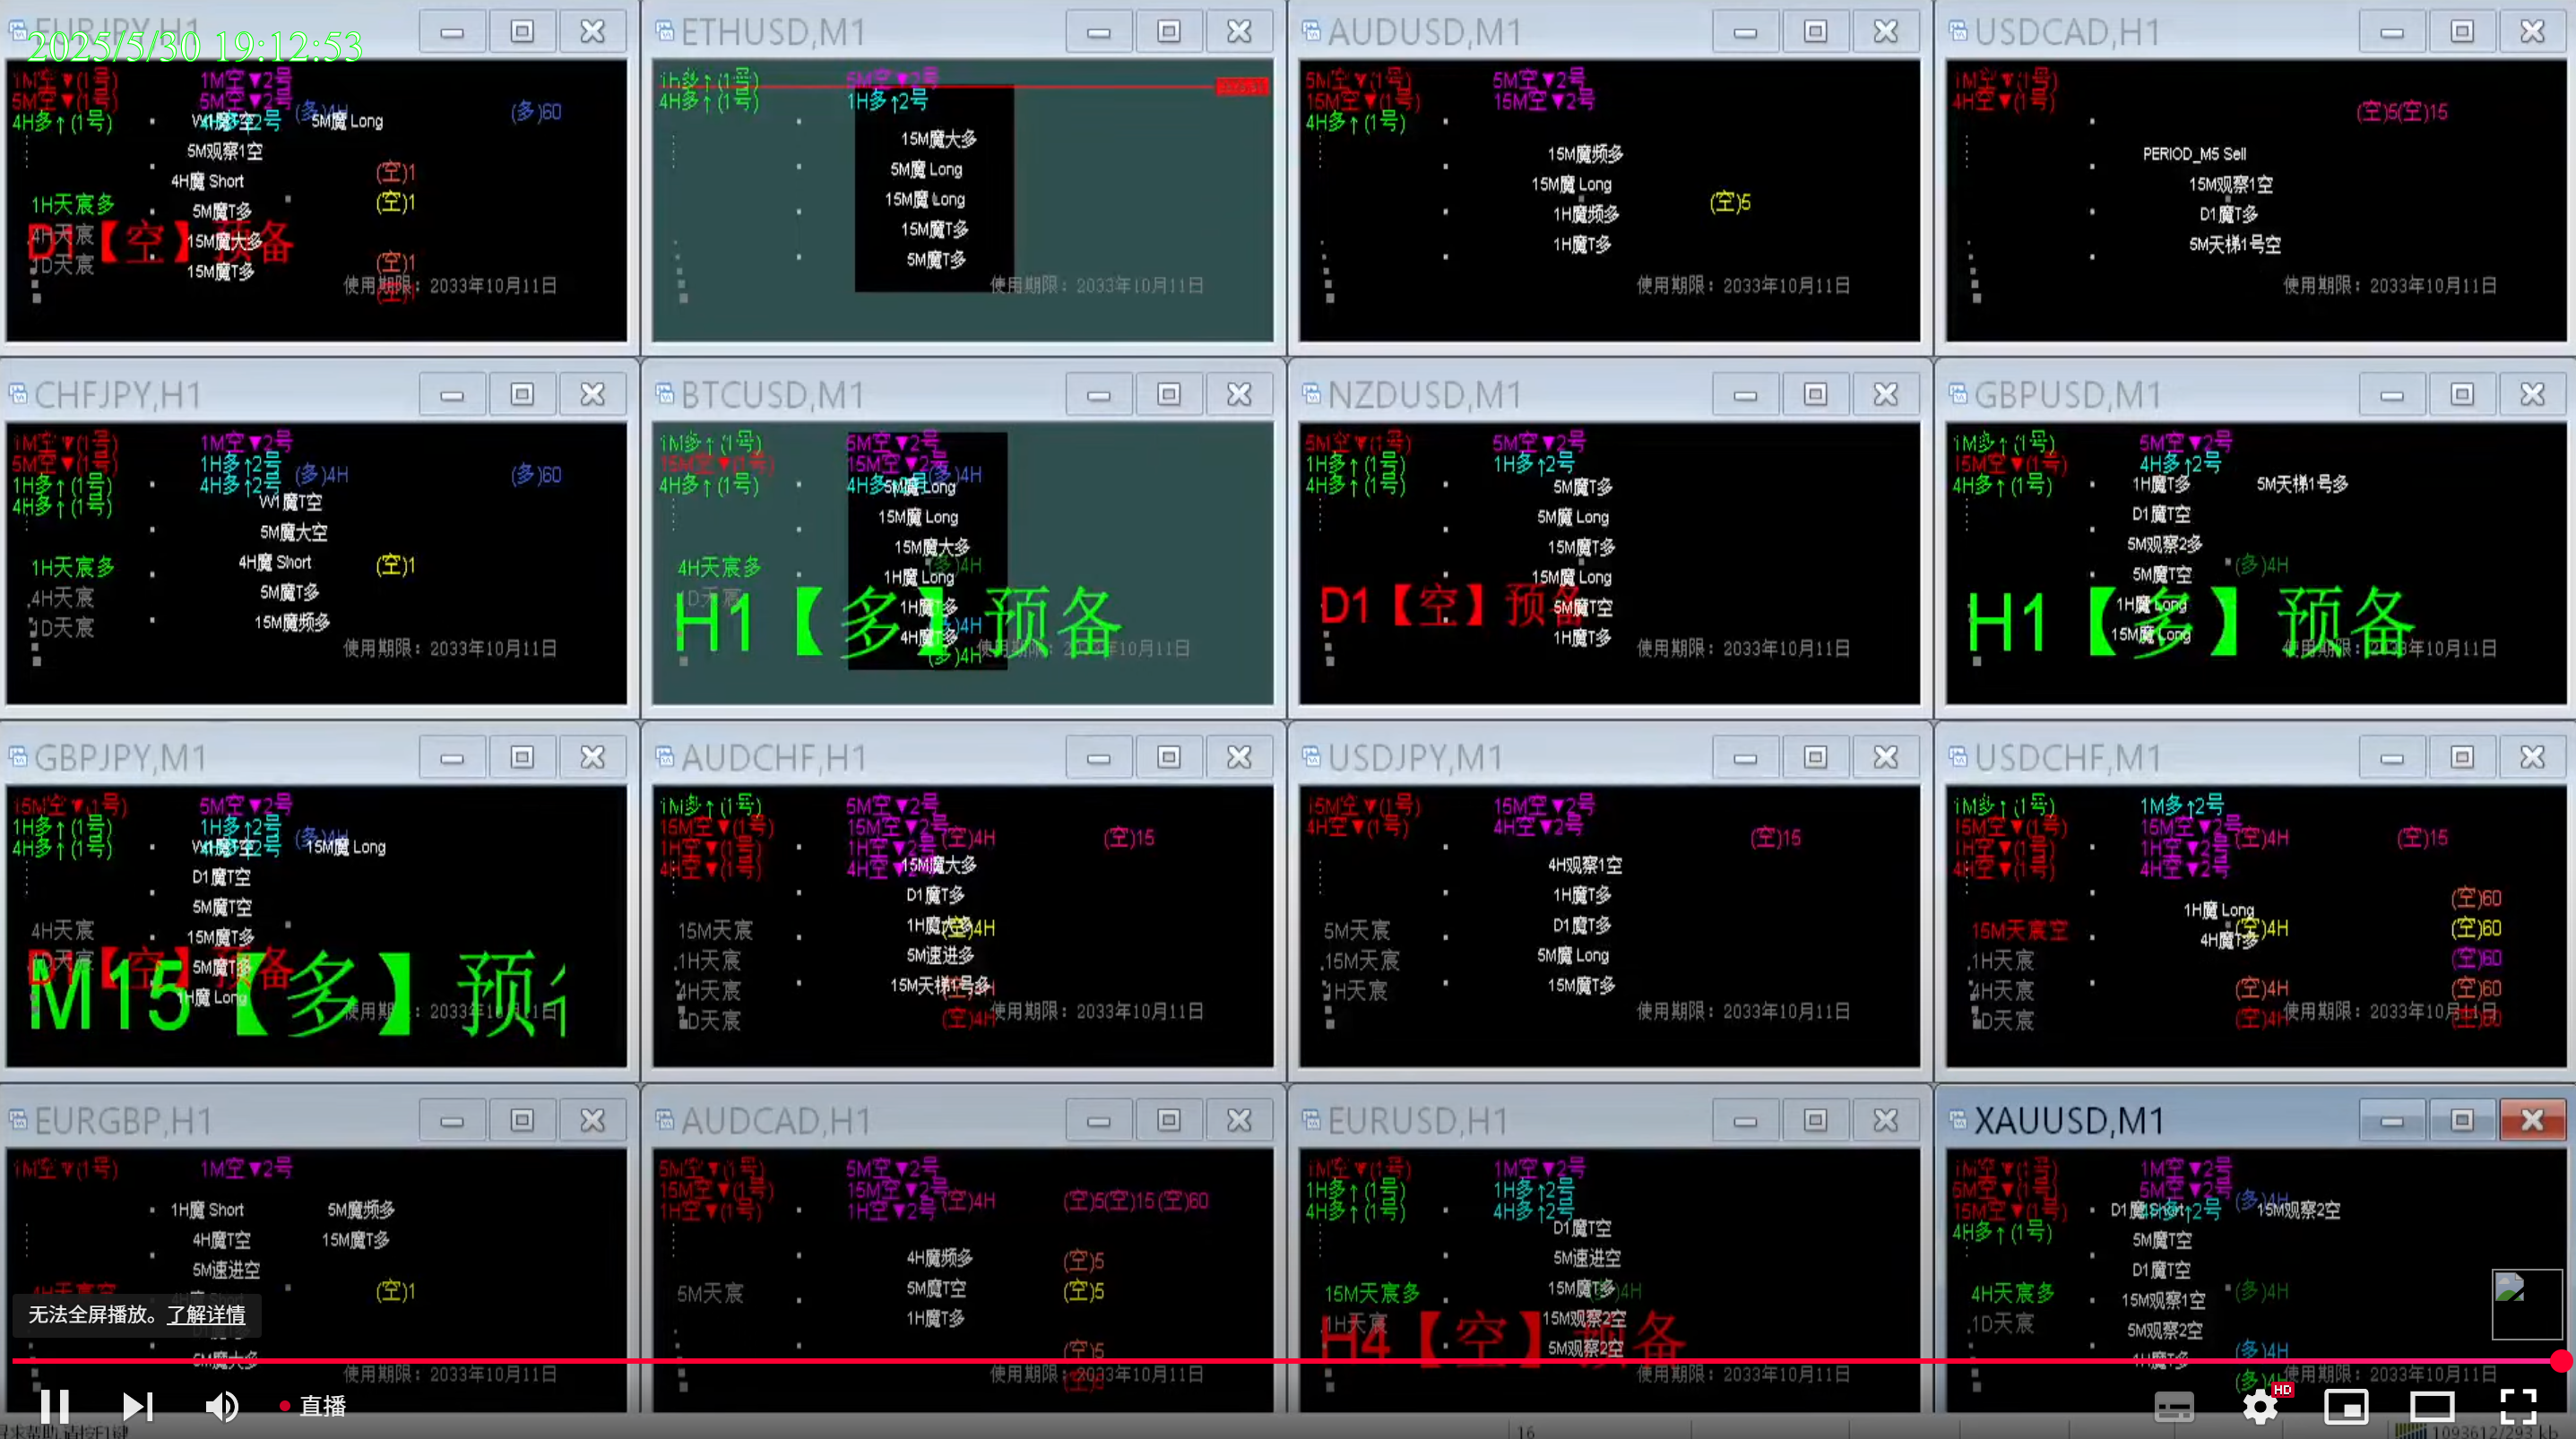 EURJPY,H1
2025/5/30 19:12:53
1M空▼(1号)
5M空▼(1号)
4H多↑(1号)
1M空▼2号
5M空▼2号
(多)4H
(多)60
5M魔 Long
5M观察1空
4H魔 Short
5M魔T多
15M魔大多
15M魔T多
(空)1
(空)1
(空)1
1H天宸多
4H天宸
1D天宸
D1【空】预备
使用期限：2033年10月11日
ETHUSD,M1
1h多↑(1号)
4H多↑(1号)
5M空▼2号
1H多↑2号
15M魔大多
5M魔 Long
15M魔 Long
15M魔T多
5M魔T多
使用期限：2033年10月11日
AUDUSD,M1
5M空▼(1号)
15M空▼(1号)
4H多↑(1号)
5M空▼2号
15M空▼2号
15M魔频多
15M魔 Long
1H魔频多
1H魔T多
(空)5
使用期限：2033年10月11日
USDCAD,H1
1M空▼(1号)
4H空▼(1号)
(空)5(空)15
PERIOD_M5 Sell
15M观察1空
D1魔T多
5M天梯1号空
使用期限：2033年10月11日
CHFJPY,H1
1M空▼(1号)
5M空▼(1号)
1H多↑(1号)
4H多↑(1号)
1M空▼2号
1H多↑2号
4H多↑2号
(多)4H
(多)60
W1魔T空
5M魔大空
4H魔 Short
5M魔T多
15M魔频多
(空)1
1H天宸多
4H天宸
1D天宸
使用期限：2033年10月11日
BTCUSD,M1
1M多↑(1号)
15M空▼(1号)
4H多↑(1号)
5M空▼2号
15M空▼2号
(多)4H
5M魔 Long
15M魔 Long
15M魔大多
(多)4H
1H魔 Long
1H魔T多
4H魔T多
(多)4H
4H天宸多
1D天宸
H1【多】预备
NZDUSD,M1
5M空▼(1号)
1H多↑(1号)
4H多↑(1号)
5M空▼2号
1H多↑2号
5M魔T多
5M魔 Long
15M魔T多
15M魔 Long
5M魔T空
1H魔T多
D1【空】预备
使用期限：2033年10月11日
GBPUSD,M1
1M多↑(1号)
15M空▼(1号)
4H多↑(1号)
5M空▼2号
4H多↑2号
1H魔T多
5M天梯1号多
D1魔T空
5M观察2多
5M魔T空
(多)4H
1H魔 Long
15M魔 Long
H1【多】预备
使用期限：2033年10月11日
GBPJPY,M1
15M空▼(1号)
1H多↑(1号)
4H多↑(1号)
5M空▼2号
1H多↑2号
(多)4H
15M魔 Long
D1魔T空
5M魔T空
15M魔T多
5M魔T多
1H魔 Long
4H天宸
1D天宸
D1【空】预备
M15【多】预
使用期限：2033年10月11日
AUDCHF,H1
1M多↑(1号)
15M空▼(1号)
1H空▼(1号)
4H空▼(1号)
5M空▼2号
15M空▼2号
1H空▼2号
4H空▼2号
(空)4H
(空)15
15M魔大多
D1魔T多
1H魔大多
(空)4H
5M速进多
15M天梯1号多
(空)4H
15M天宸
1H天宸
4H天宸
1D天宸
使用期限：2033年10月11日
USDJPY,M1
15M空▼(1号)
4H空▼(1号)
15M空▼2号
4H空▼2号
(空)15
4H观察1空
1H魔T多
D1魔T多
5M魔 Long
15M魔T多
5M天宸
15M天宸
1H天宸
使用期限：2033年10月11日
USDCHF,M1
1M多↑(1号)
15M空▼(1号)
1H空▼(1号)
4H空▼(1号)
1M多↑2号
15M空▼2号
1H空▼2号
4H空▼2号
(空)4H
(空)15
1H魔 Long
4H魔T多
(空)4H
(空)60
(空)60
(空)60
(空)4H
(空)60
(空)4H
(空)60
15M天宸空
1H天宸
4H天宸
1D天宸
使用期限：2033年10月11日
EURGBP,H1
1M空▼(1号)
1M空▼2号
1H魔 Short
5M魔频多
4H魔T空
15M魔T多
5M速进空
(空)1
4H天宸空
5M魔大多
使用期限：2033年10月11日
AUDCAD,H1
5M空▼(1号)
15M空▼(1号)
1H空▼(1号)
5M空▼2号
15M空▼2号
1H空▼2号
(空)4H
(空)5(空)15(空)60
4H魔频多
5M魔T空
1H魔T多
(空)5
(空)5
(空)5
5M天宸
使用期限：2033年10月11日
EURUSD,H1
1M空▼(1号)
1H多↑(1号)
4H多↑(1号)
1M空▼2号
1H多↑2号
4H多↑2号
D1魔T空
5M速进空
15M魔T多
15M观察2空
5M观察2空
15M天宸多
1H天宸
H4【空】预备
使用期限：2033年10月11日
XAUUSD,M1
1M空▼(1号)
5M空▼(1号)
15M空▼(1号)
4H多↑(1号)
1M空▼2号
5M空▼2号
(多)4H
15M观察2空
5M魔T空
D1魔T空
15M观察1空
5M观察2空
(多)4H
(多)4H
4H天宸多
1D天宸
使用期限：2033年10月11日
无法全屏播放。了解详情
直播
HD
16
1093612/293 kb